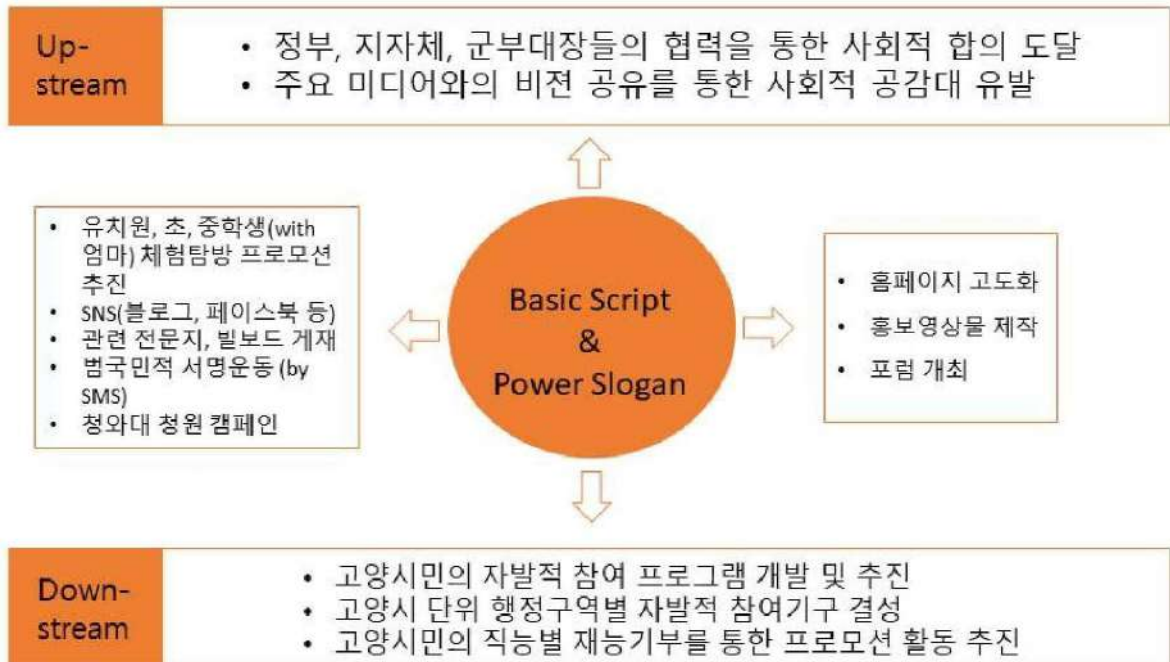 Up-
stream
• 정부, 지자체, 군부대장들의 협력을 통한 사회적 합의 도달
• 주요 미디어와의 비젼 공유를 통한 사회적 공감대 유발
• 유치원, 초, 중학생(with
엄마) 체험탐방 프로모션
추진
• SNS(블로그, 페이스북 등)
• 관련 전문지, 빌보드 게재
• 범국민적 서명운동 (by
SMS)
• 청와대 청원 캠페인
Basic Script
&
Power Slogan
• 홈페이지 고도화
• 홍보영상물 제작
• 포럼 개최
Down-
stream
• 고양시민의 자발적 참여 프로그램 개발 및 추진
• 고양시 단위 행정구역별 자발적 참여기구 결성
• 고양시민의 직능별 재능기부를 통한 프로모션 활동 추진